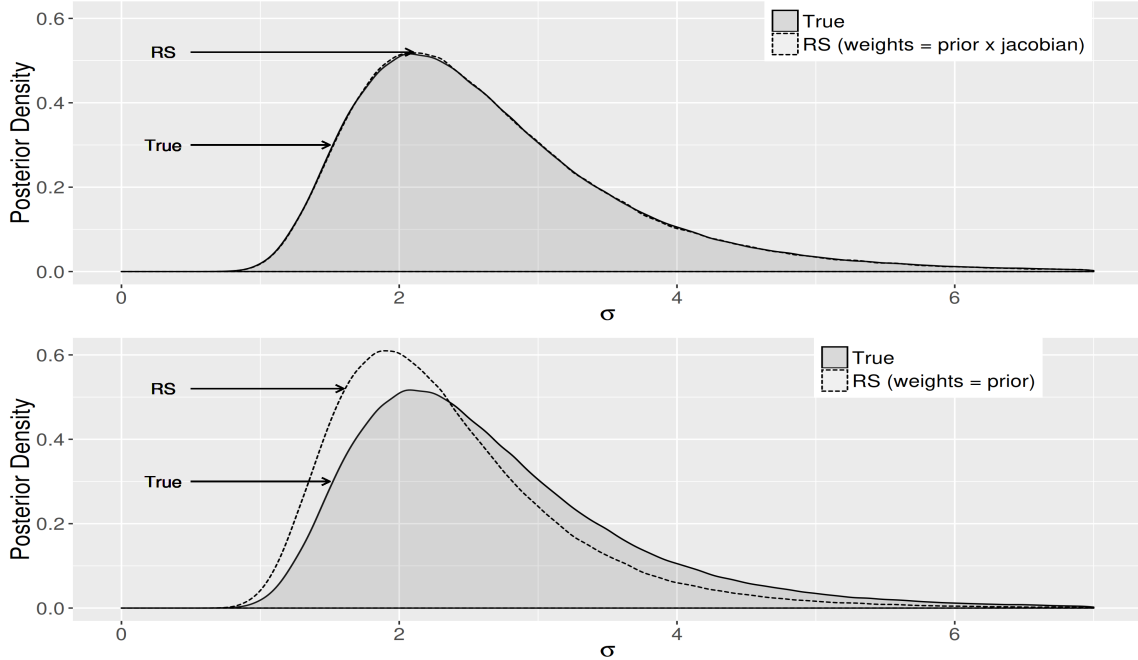 0.6
True
RS (weights = prior x jacobian)
RS
0.4
True
0.2
0.0
Posterior Density
0
2
4
6
σ
0.6
True
RS (weights = prior)
RS
0.4
True
0.2
0.0
Posterior Density
0
2
4
6
σ